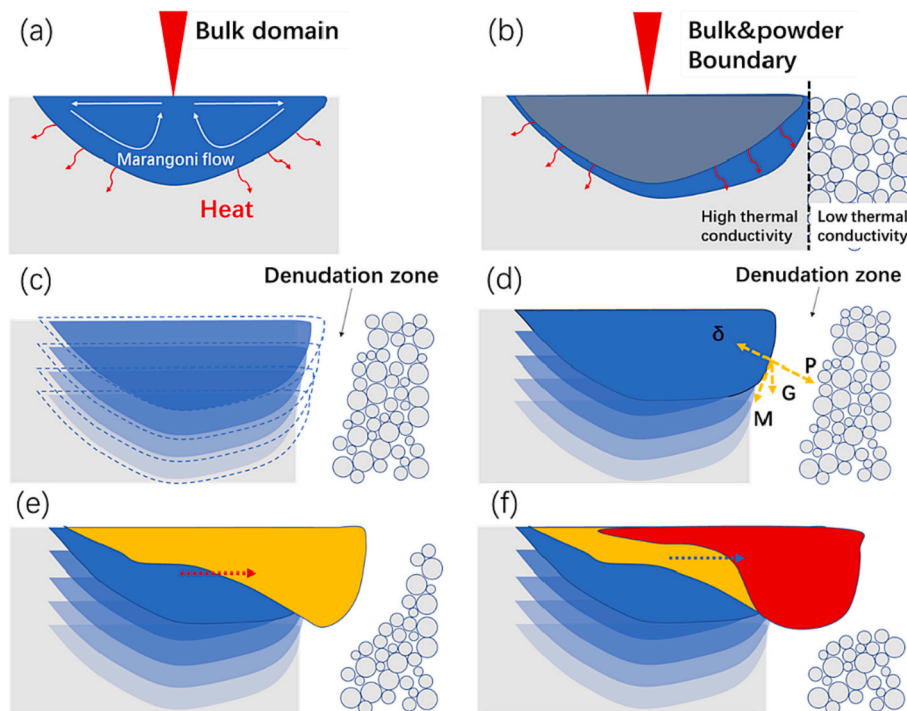 (a)
Bulk domain
Marangoni flow
Heat
(b)
Bulk&powder
Boundary
High thermal
conductivity
Low thermal
conductivity
(c)
Denudation zone
(d)
Denudation zone
δ
P
G
M
(e)
(f)